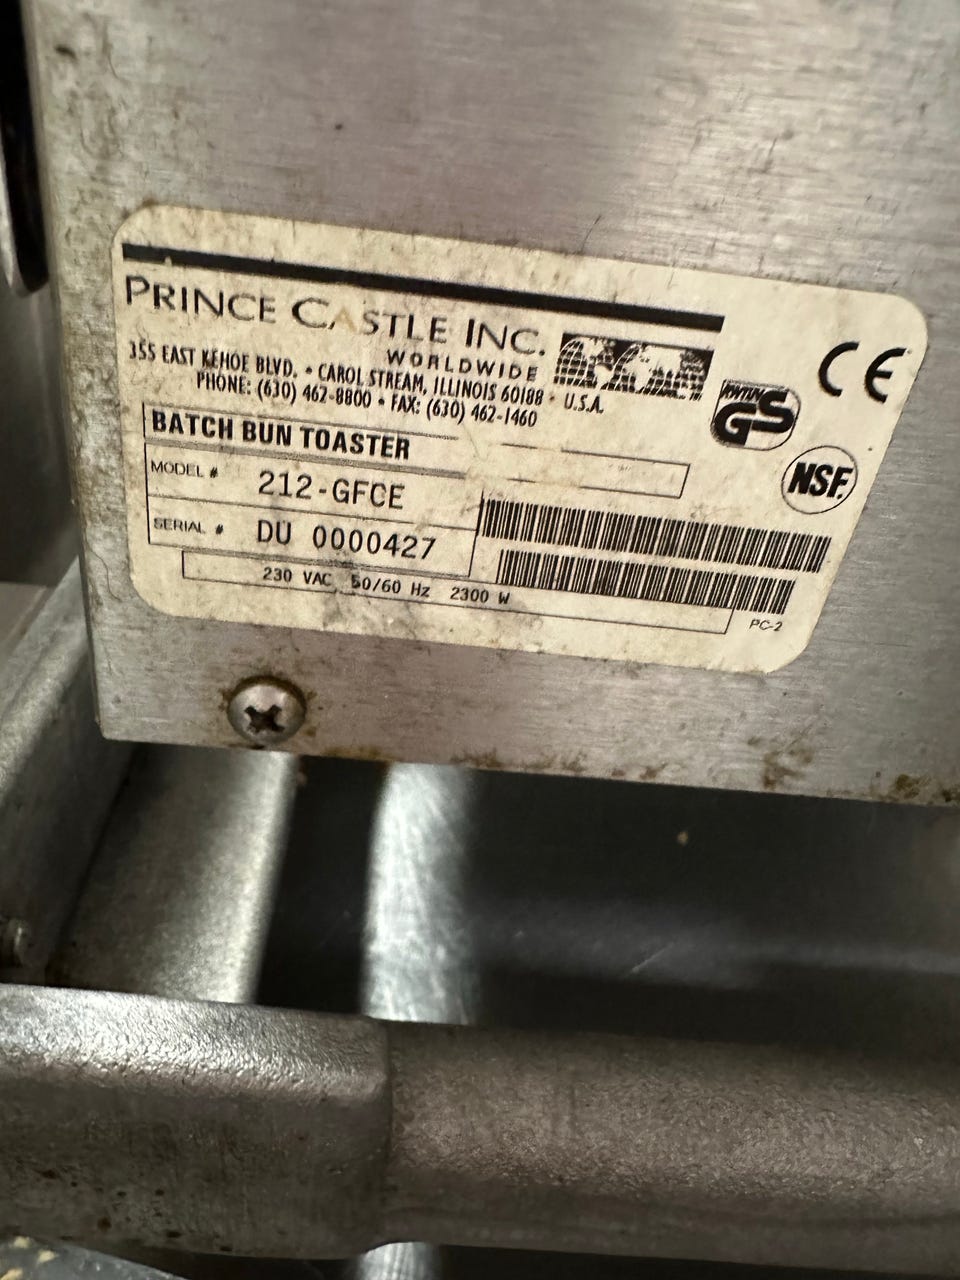 PRINCE CASTLE INC.
WORLDWIDE
355 EAST KEHOE BLVD. • CAROL STREAM, ILLINOIS 60188 • U.S.A.
PHONE: (630) 462-8800 • FAX: (630) 462-1460
CE
GS
NSF
BATCH BUN TOASTER
MODEL # 212-GFCE
SERIAL # DU 0000427
230 VAC 50/60 Hz 2300 W
PC-2